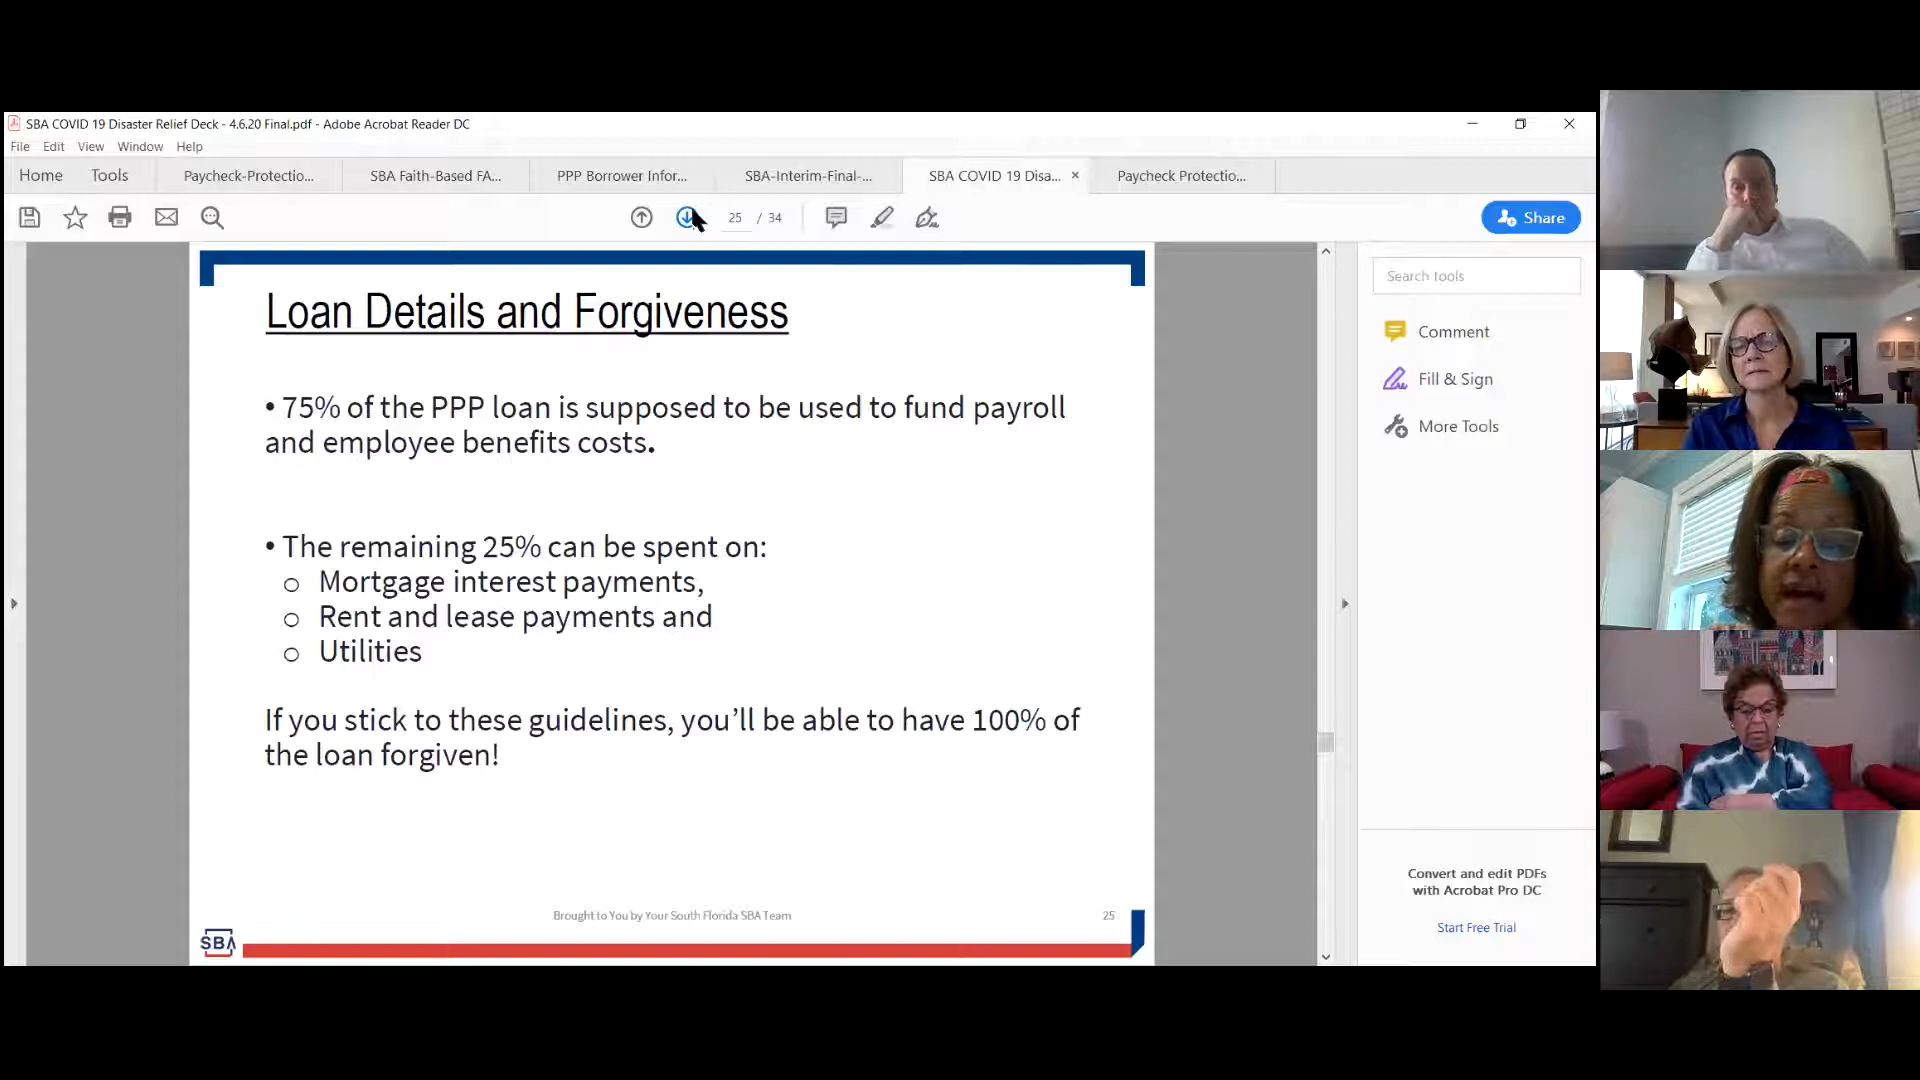 SBA COVID 19 Disaster Relief Deck - 4.6.20 Final.pdf - Adobe Acrobat Reader DC
File Edit View Window Help
Home Tools Paycheck-Protectio... SBA Faith-Based FA... PPP Borrower Infor... SBA-Interim-Final-... SBA COVID 19 Disa... × Paycheck Protectio...
25 / 34
Share
Loan Details and Forgiveness
• 75% of the PPP loan is supposed to be used to fund payroll
and employee benefits costs.
• The remaining 25% can be spent on:
o Mortgage interest payments,
o Rent and lease payments and
o Utilities
If you stick to these guidelines, you’ll be able to have 100% of
the loan forgiven!
Brought to You by Your South Florida SBA Team
25
SBA
Search tools
Comment
Fill & Sign
More Tools
Convert and edit PDFs
with Acrobat Pro DC
Start Free Trial